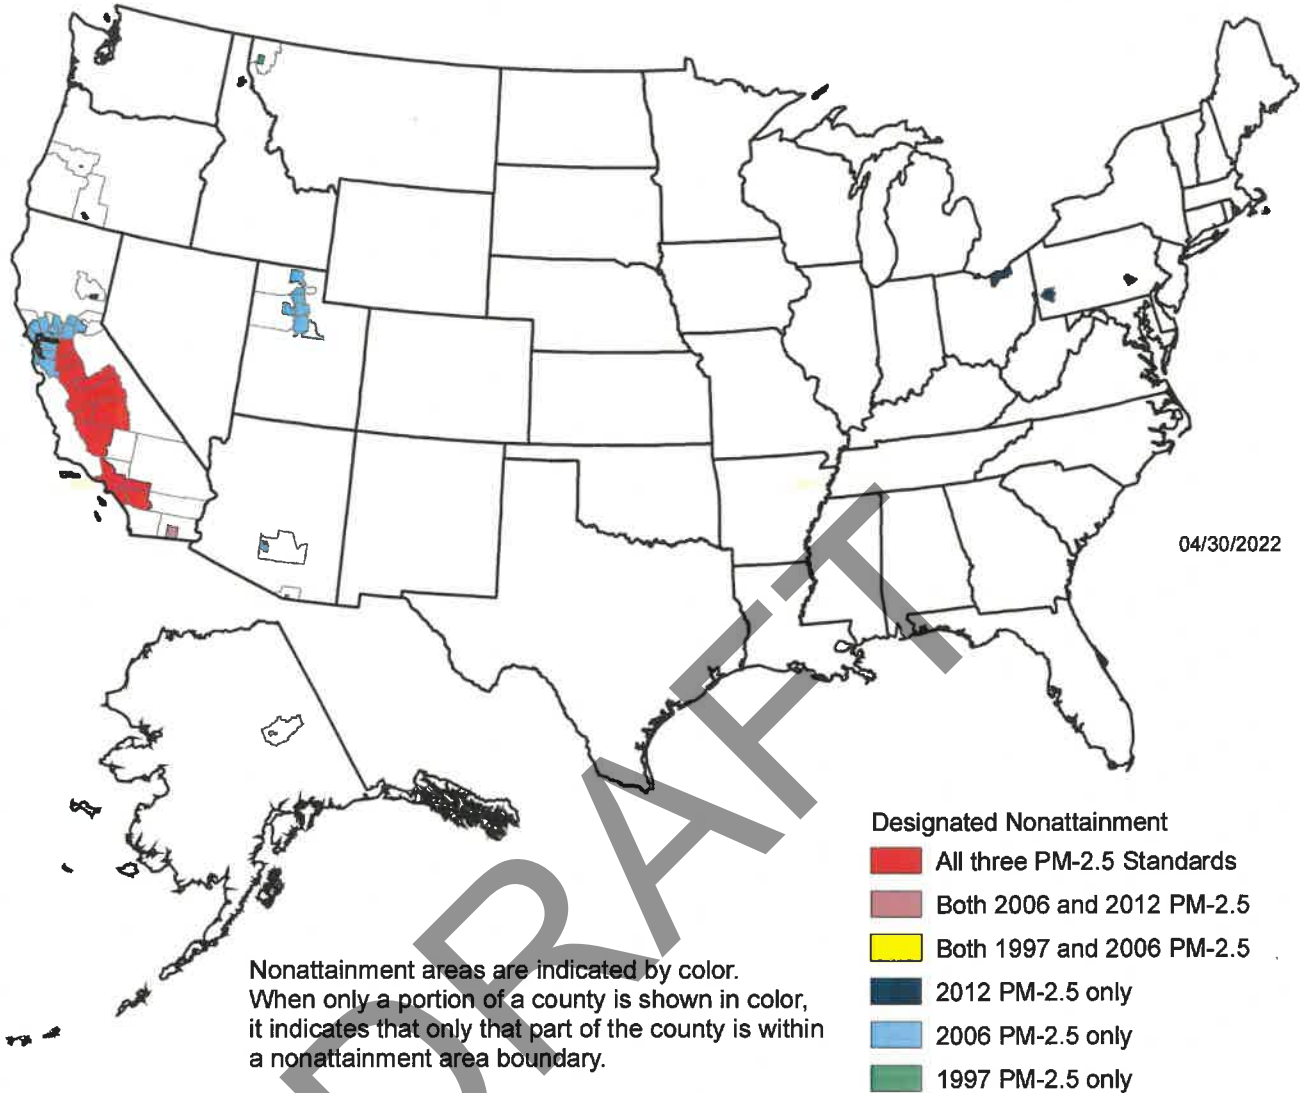 04/30/2022
DRAFT
Designated Nonattainment
All three PM-2.5 Standards
Both 2006 and 2012 PM-2.5
Both 1997 and 2006 PM-2.5
2012 PM-2.5 only
2006 PM-2.5 only
1997 PM-2.5 only
Nonattainment areas are indicated by color.
When only a portion of a county is shown in color,
it indicates that only that part of the county is within
a nonattainment area boundary.